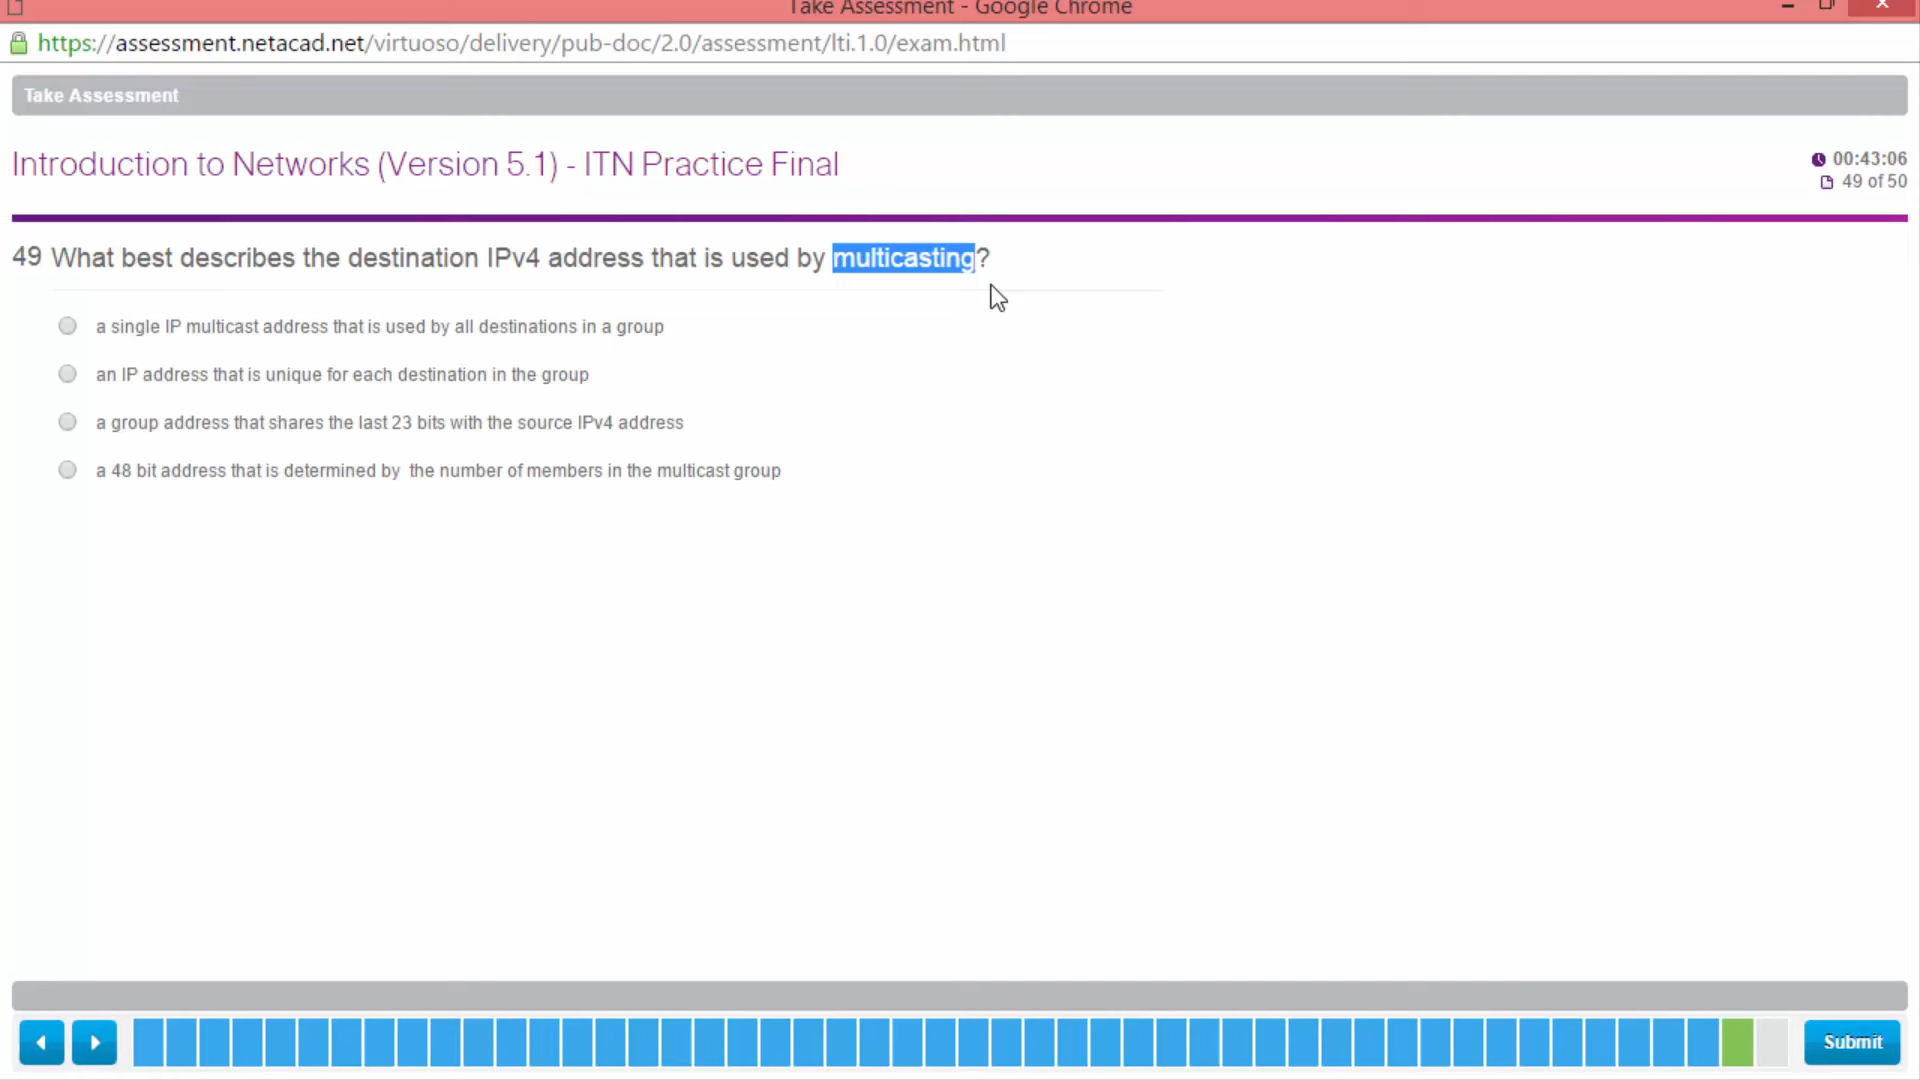 Take Assessment - Google Chrome
https://assessment.netacad.net/virtuoso/delivery/pub-doc/2.0/assessment/lti.1.0/exam.html
Take Assessment
Introduction to Networks (Version 5.1) - ITN Practice Final
00:43:06
49 of 50
49 What best describes the destination IPv4 address that is used by multicasting?
a single IP multicast address that is used by all destinations in a group
an IP address that is unique for each destination in the group
a group address that shares the last 23 bits with the source IPv4 address
a 48 bit address that is determined by the number of members in the multicast group
Submit